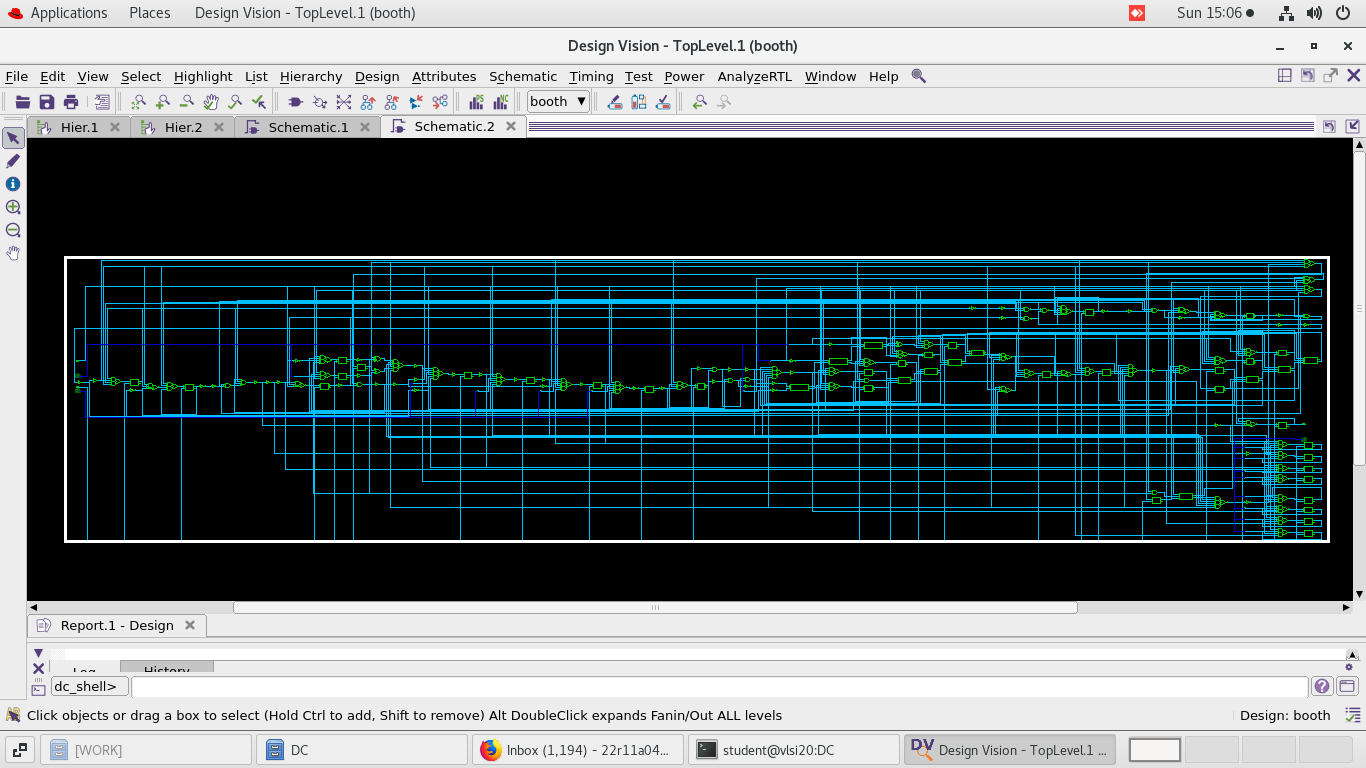 Applications Places Design Vision - TopLevel.1 (booth) Sun 15:06
Design Vision - TopLevel.1 (booth)
File Edit View Select Highlight List Hierarchy Design Attributes Schematic Timing Test Power AnalyzeRTL Window Help
booth
Hier.1 Hier.2 Schematic.1 Schematic.2
Report.1 - Design
Log History
dc_shell>
Click objects or drag a box to select (Hold Ctrl to add, Shift to remove) Alt DoubleClick expands Fanin/Out ALL levels Design: booth
[WORK] DC Inbox (1,194) - 22r11a04... student@vlsi20:DC DV Design Vision - TopLevel.1 ...